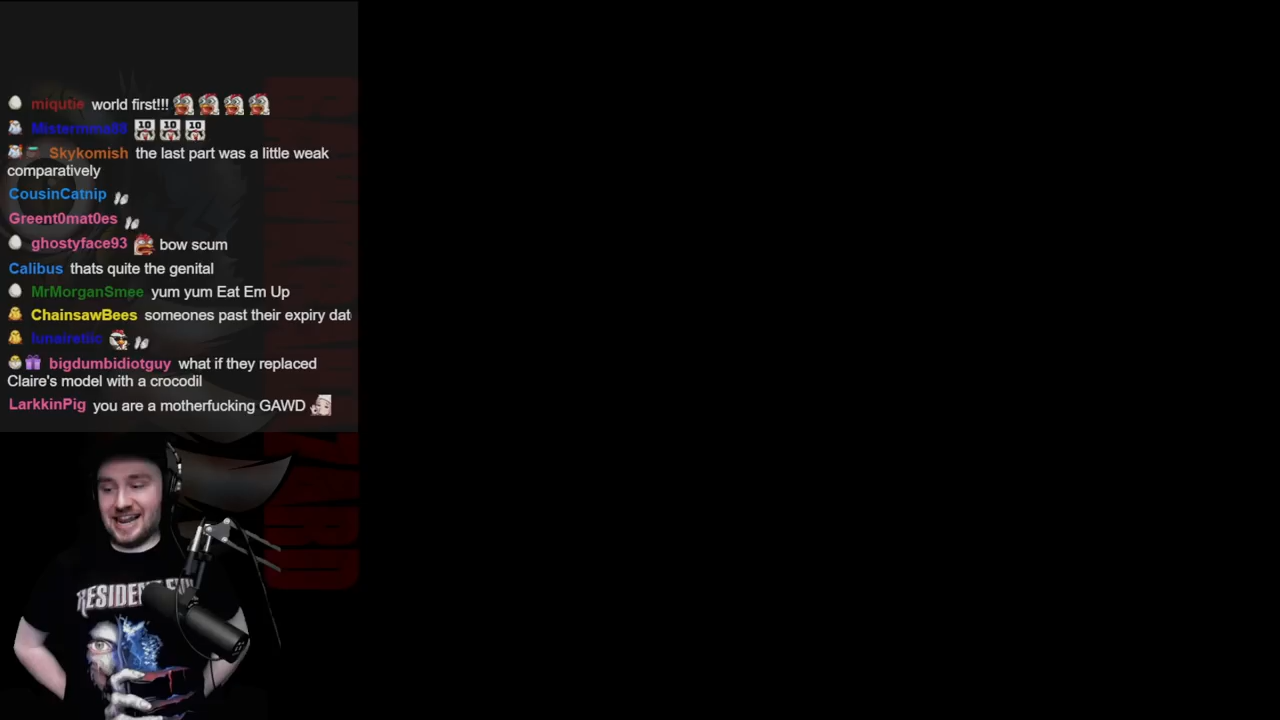 miqutie world first!!!
Mistermma88
Skykomish the last part was a little weak
comparatively
CousinCatnip
Greent0mat0es
ghostyface93 bow scum
Calibus thats quite the genital
MrMorganSmee yum yum Eat Em Up
ChainsawBees someones past their expiry dat
lunairetiic
bigdumbidiotguy what if they replaced
Claire's model with a crocodil
LarkkinPig you are a motherfucking GAWD
RESIDENT EVIL